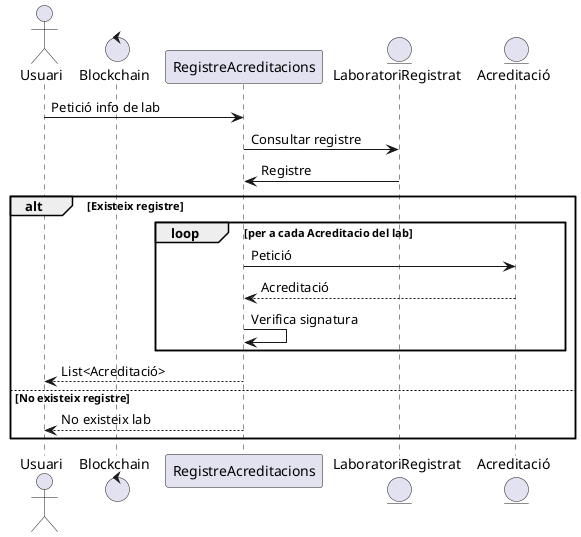 Usuari
Blockchain
RegistreAcreditacions
LaboratoriRegistrat
Acreditació
Petició info de lab
Consultar registre
Registre
alt
[Existeix registre]
loop
[per a cada Acreditacio del lab]
Petició
Acreditació
Verifica signatura
List<Acreditació>
[No existeix registre]
No existeix lab
Usuari
Blockchain
RegistreAcreditacions
LaboratoriRegistrat
Acreditació